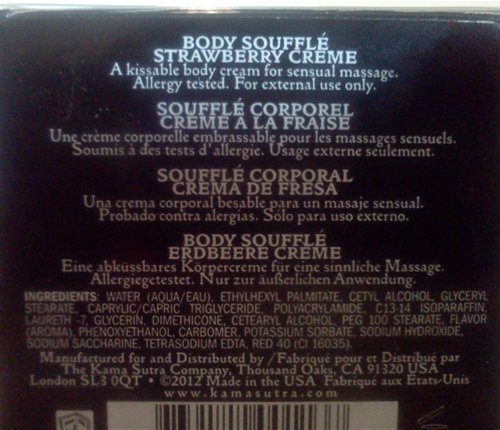 BODY SOUFFLÉ
STRAWBERRY CRÈME
A kissable body cream for sensual massage.
Allergy tested. For external use only.
SOUFFLÉ CORPOREL
CRÈME À LA FRAISE
Une crème corporelle embrassable pour les massages sensuels.
Soumis à des tests d'allergie. Usage externe seulement.
SOUFFLÉ CORPORAL
CREMA DE FRESA
Una crema corporal besable para un masaje sensual.
Probado contra alergias. Sólo para uso externo.
BODY SOUFFLÉ
ERDBEERE CRÈME
Eine abküssbares Körpercreme für eine sinnliche Massage.
Allergiegetestet. Nur zur äußerlichen Anwendung.
INGREDIENTS: WATER (AQUA/EAU), ETHYLHEXYL PALMITATE, CETYL ALCOHOL, GLYCERYL
STEARATE, CAPRYLIC/CAPRIC TRIGLYCERIDE, POLYACRYLAMIDE, C13-14 ISOPARAFFIN,
LAURETH -7, GLYCERIN, DIMETHICONE, CETEARYL ALCOHOL, PEG 100 STEARATE, FLAVOR
(AROMA), PHENOXYETHANOL, CARBOMER, POTASSIUM SORBATE, SODIUM HYDROXIDE,
SODIUM SACCHARINE, TETRASODIUM EDTA, RED 40 (CI 16035).
Manufactured for and Distributed by /Fabriqué pour et Distribué par
The Kama Sutra Company, Thousand Oaks, CA 91320 USA
London SL3 0QT • ©2012 Made in the USA Fabriqué aux États-Unis
www.kamasutra.com